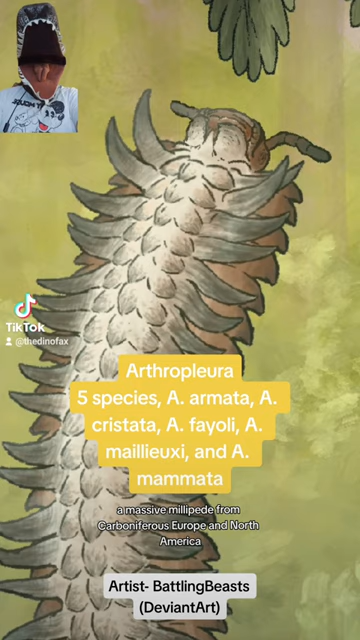 TikTok
@thedinofax
Arthropleura
5 species, A. armata, A.
cristata, A. fayoli, A.
maillieuxi, and A.
mammata
a massive millipede from
Carboniferous Europe and North
America
Artist- BattlingBeasts
(DeviantArt)